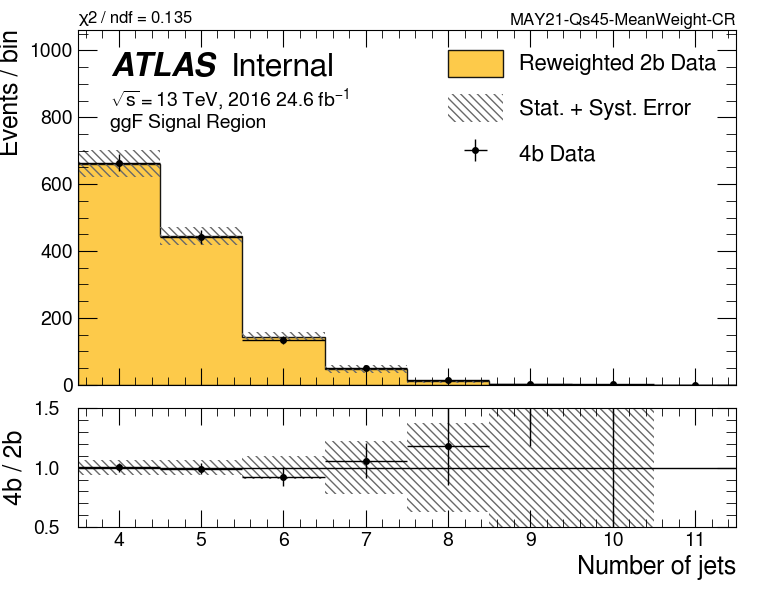 χ2 / ndf = 0.135
MAY21-Qs45-MeanWeight-CR
Events / bin
1000
800
600
400
200
0
ATLAS Internal
√s = 13 TeV, 2016 24.6 fb⁻¹
ggF Signal Region
Reweighted 2b Data
Stat. + Syst. Error
4b Data
4b / 2b
1.5
1.0
0.5
4 5 6 7 8 9 10 11
Number of jets